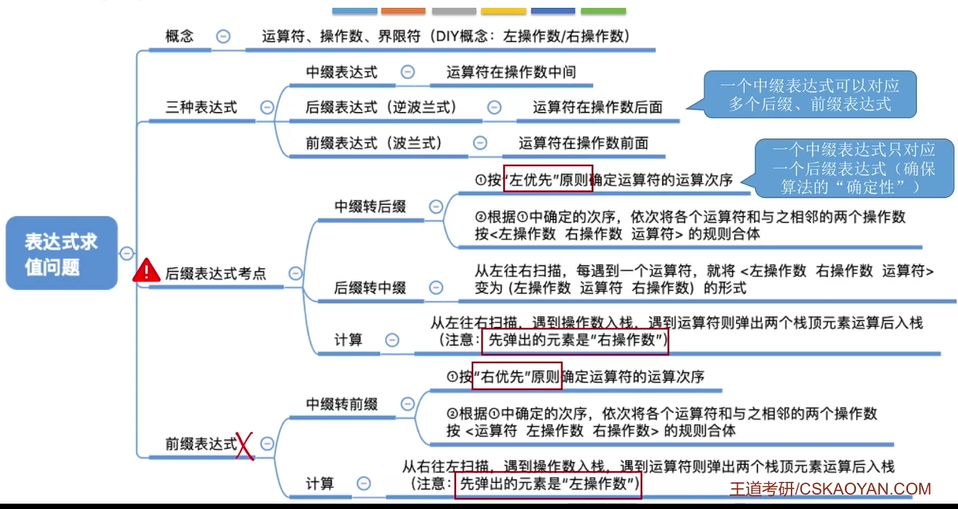 概念
运算符、操作数、界限符（DIY概念：左操作数/右操作数）
三种表达式
中缀表达式
运算符在操作数中间
后缀表达式（逆波兰式）
运算符在操作数后面
前缀表达式（波兰式）
运算符在操作数前面
一个中缀表达式可以对应
多个后缀、前缀表达式
一个中缀表达式只对应
一个后缀表达式（确保
算法的“确定性”）
表达式求
值问题
后缀表达式考点
中缀转后缀
①按“左优先”原则确定运算符的运算次序
②根据①中确定的次序，依次将各个运算符和与之相邻的两个操作数
按<左操作数 右操作数 运算符> 的规则合体
后缀转中缀
从左往右扫描，每遇到一个运算符，就将 <左操作数 右操作数 运算符>
变为 (左操作数 运算符 右操作数) 的形式
计算
从左往右扫描，遇到操作数入栈，遇到运算符则弹出两个栈顶元素运算后入栈
（注意：先弹出的元素是“右操作数”）
前缀表达式
中缀转前缀
①按“右优先”原则确定运算符的运算次序
②根据①中确定的次序，依次将各个运算符和与之相邻的两个操作数
按 <运算符 左操作数 右操作数> 的规则合体
计算
从右往左扫描，遇到操作数入栈，遇到运算符则弹出两个栈顶元素运算后入栈
（注意：先弹出的元素是“左操作数”）
王道考研/CSKAOYAN.COM